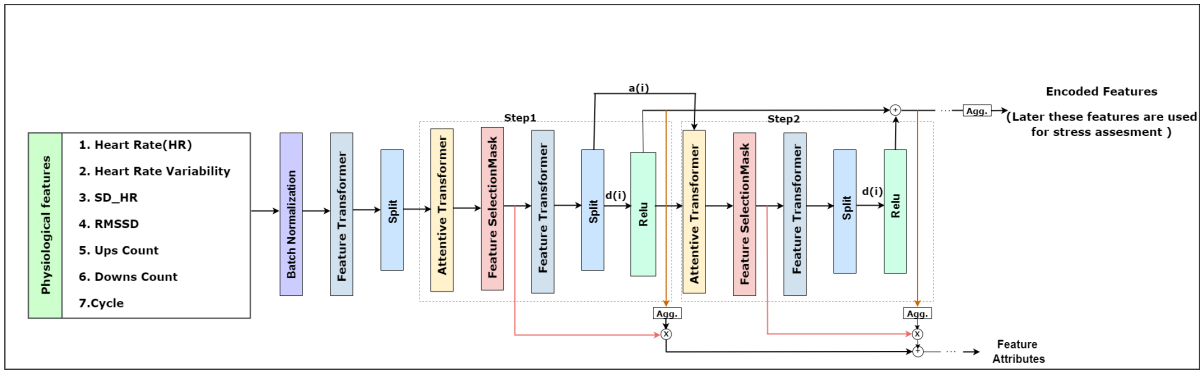 Physiological features
1. Heart Rate(HR)
2. Heart Rate Variability
3. SD_HR
4. RMSSD
5. Ups Count
6. Downs Count
7.Cycle
Batch Normalization
Feature Transformer
Split
Step1
Attentive Transformer
Feature SelectionMask
Feature Transformer
Split
a(i)
d(i)
Relu
Agg.
X
Step2
Attentive Transformer
Feature SelectionMask
Feature Transformer
Split
d(i)
Relu
Agg.
X
+
+
...
Agg.
Encoded Features
(Later these features are used
for stress assesment )
...
Feature
Attributes